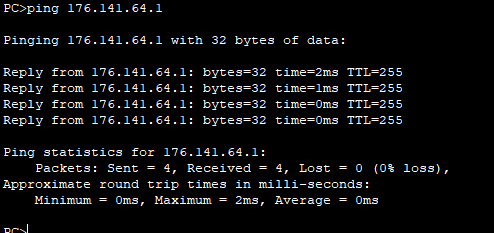 PC>ping 176.141.64.1
Pinging 176.141.64.1 with 32 bytes of data:
Reply from 176.141.64.1: bytes=32 time=2ms TTL=255
Reply from 176.141.64.1: bytes=32 time=1ms TTL=255
Reply from 176.141.64.1: bytes=32 time=0ms TTL=255
Reply from 176.141.64.1: bytes=32 time=0ms TTL=255
Ping statistics for 176.141.64.1:
Packets: Sent = 4, Received = 4, Lost = 0 (0% loss),
Approximate round trip times in milli-seconds:
Minimum = 0ms, Maximum = 2ms, Average = 0ms
PC>